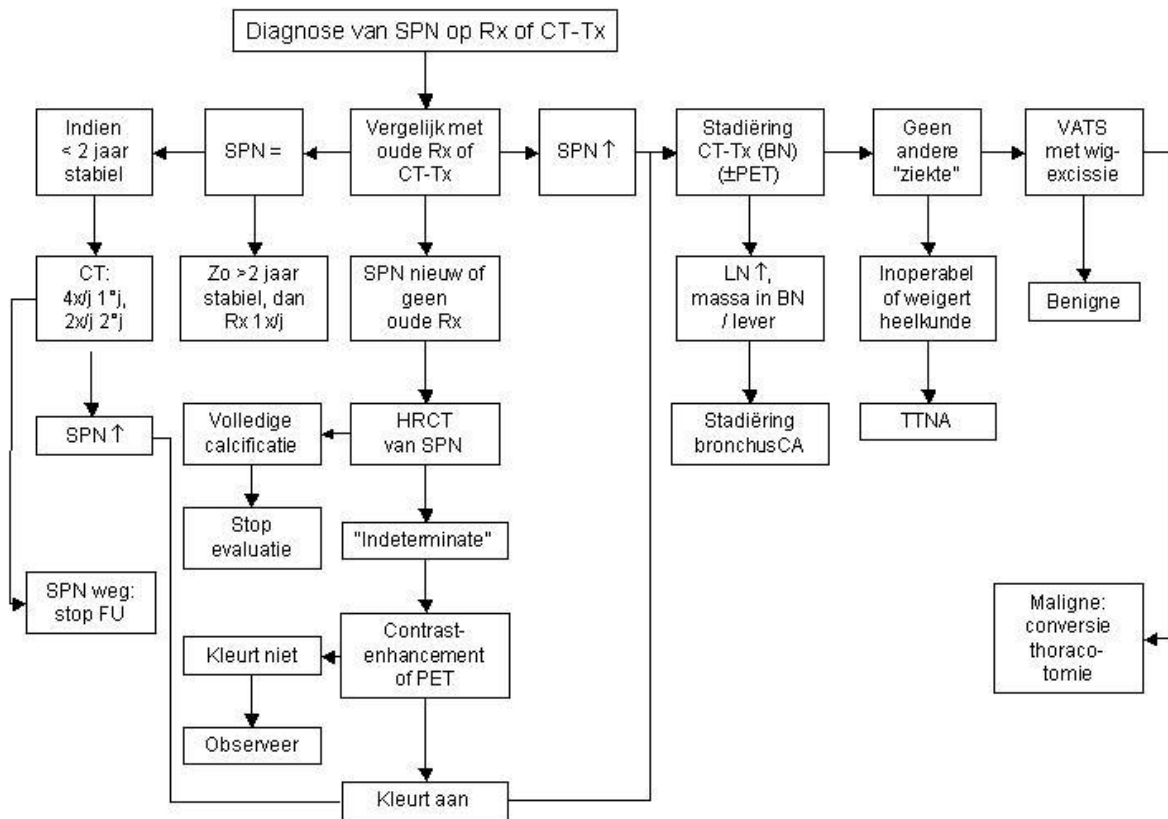 Diagnose van SPN op Rx of CT-Tx
Indien
< 2 jaar
stabiel
SPN =
Vergelijk met
oude Rx of
CT-Tx
SPN ↑
Stadiëring
CT-Tx (BN)
(±PET)
Geen
andere
"ziekte"
VATS
met wig-
excissie
CT:
4x/j 1°j,
2x/j 2°j
Zo >2 jaar
stabiel, dan
Rx 1x/j
SPN nieuw of
geen
oude Rx
LN ↑,
massa in BN
/ lever
Inoperabel
of weigert
heelkunde
Benigne
SPN ↑
Volledige
calcificatie
HRCT
van SPN
Stadiëring
bronchusCA
TTNA
Stop
evaluatie
"Indeterminate"
SPN weg:
stop FU
Maligne:
conversie
thoraco-
tomie
Kleurt niet
Contrast-
enhancement
of PET
Observeer
Kleurt aan